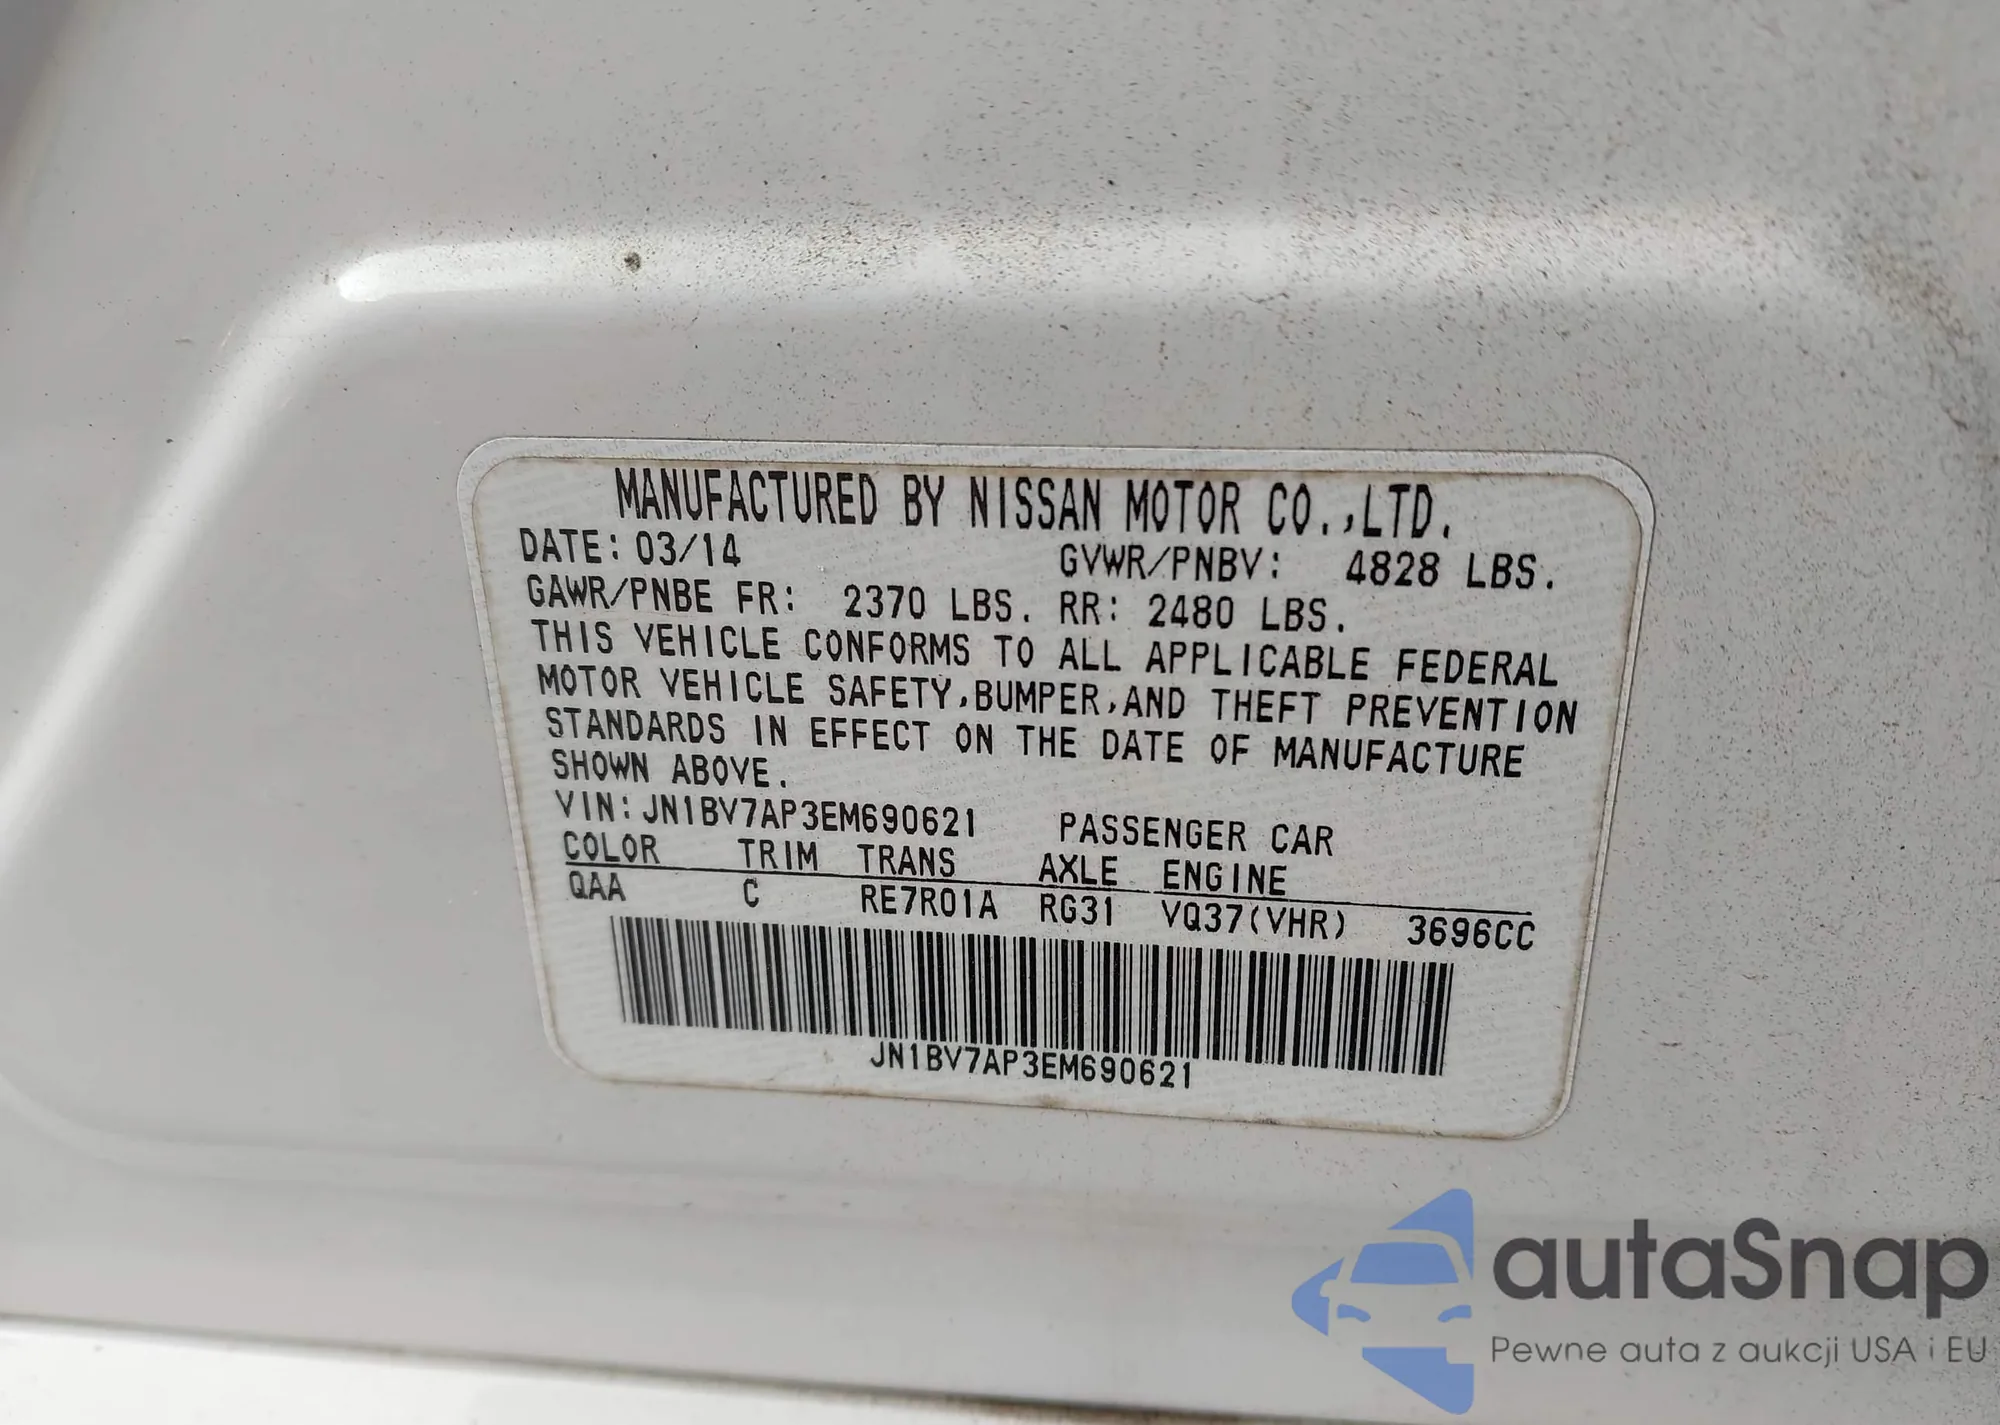 MANUFACTURED BY NISSAN MOTOR CO.,LTD.
DATE: 03/14 GVWR/PNBV: 4828 LBS.
GAWR/PNBE FR: 2370 LBS. RR: 2480 LBS.
THIS VEHICLE CONFORMS TO ALL APPLICABLE FEDERAL
MOTOR VEHICLE SAFETY,BUMPER,AND THEFT PREVENTION
STANDARDS IN EFFECT ON THE DATE OF MANUFACTURE
SHOWN ABOVE.
VIN: JN1BV7AP3EM690621 PASSENGER CAR
COLOR TRIM TRANS AXLE ENGINE
QAA C RE7R01A RG31 VQ37(VHR) 3696CC
JN1BV7AP3EM690621
autaSnap
Pewne auta z aukcji USA i EU